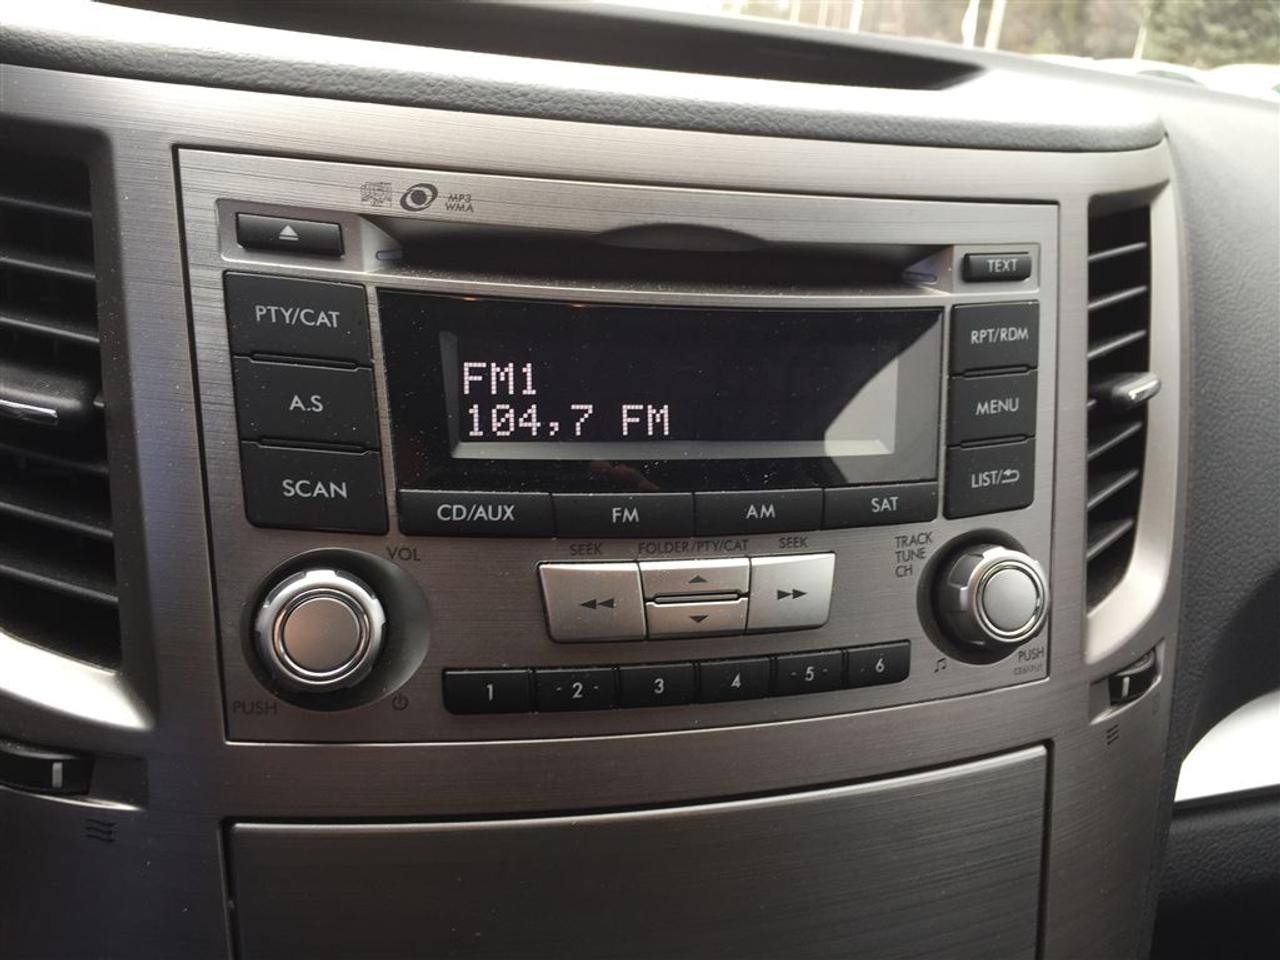 MP3
WMA
TEXT
PTY/CAT
A.S
SCAN
FM1
104,7 FM
RPT/RDM
MENU
LIST/
CD/AUX
FM
AM
SAT
VOL
SEEK
FOLDER/PTY/CAT
SEEK
TRACK
TUNE
CH
PUSH
1
-2-
3
4
-5-
6
PUSH